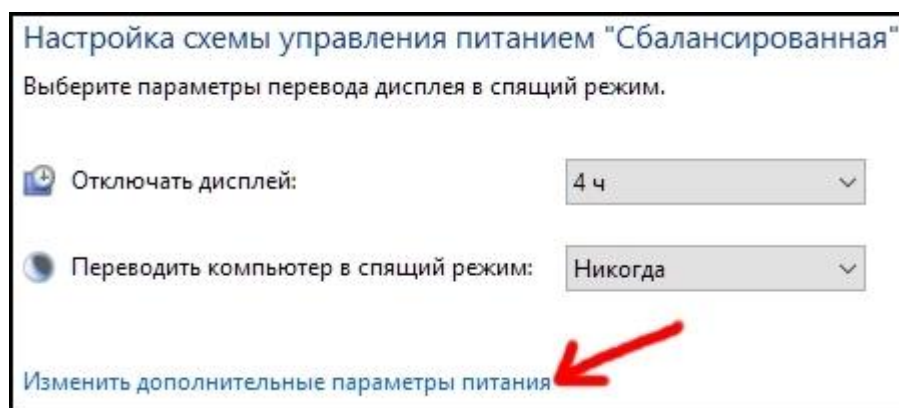 Настройка схемы управления питанием "Сбалансированная"
Выберите параметры перевода дисплея в спящий режим.
Отключать дисплей: 4 ч
Переводить компьютер в спящий режим: Никогда
Изменить дополнительные параметры питания